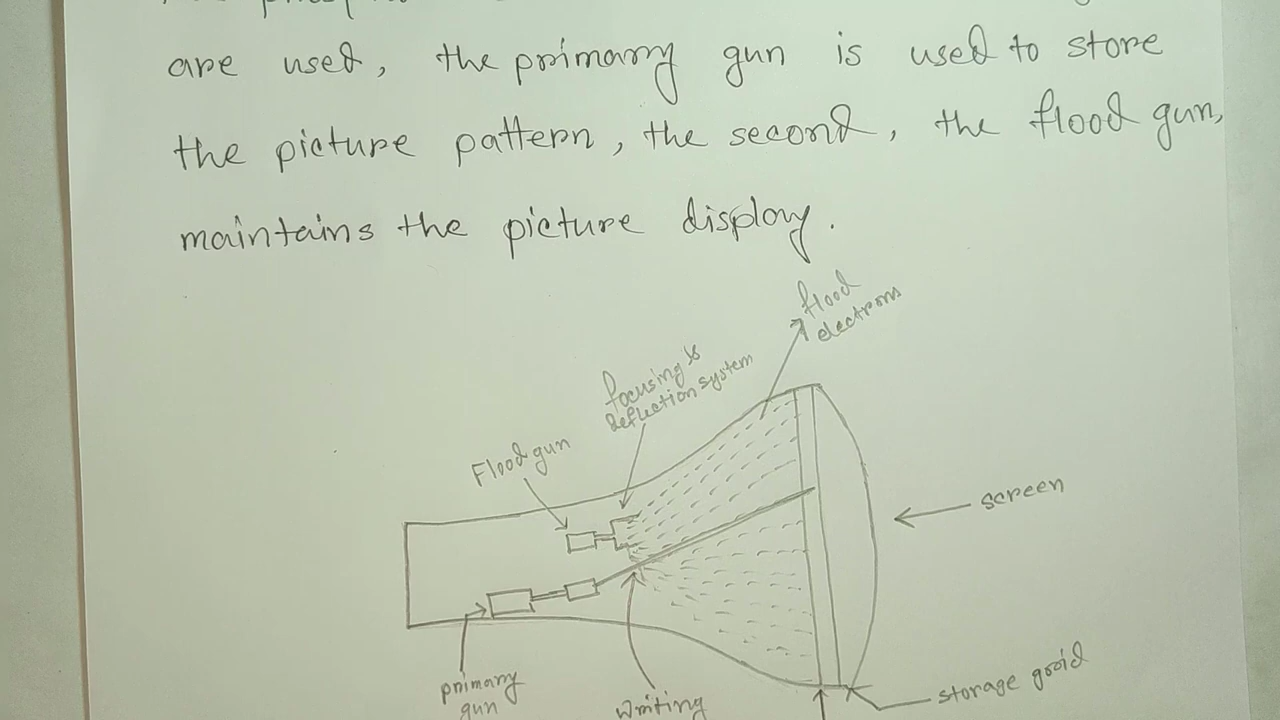 are used, the primary gun is used to store
the picture pattern, the second, the flood gun,
maintains the picture display.
flood
electrons
focusing &
deflection system
Flood gun
screen
storage grid
primary
gun
writing